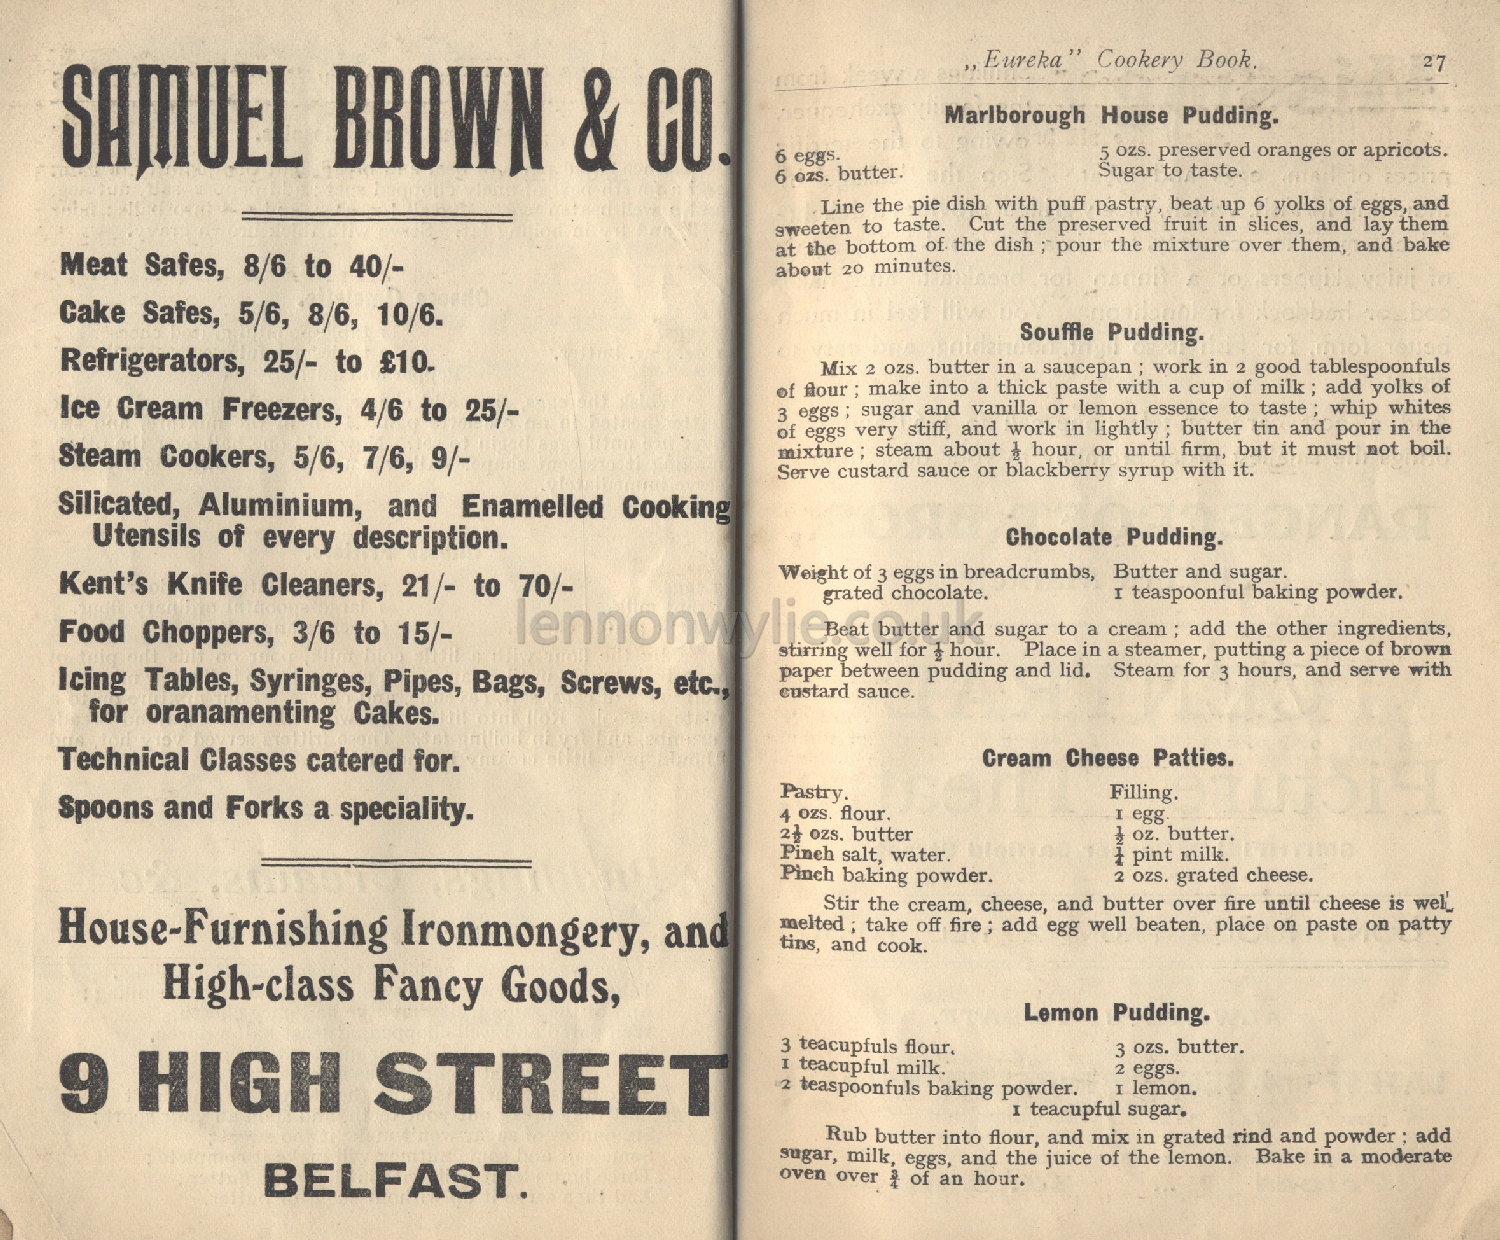 SAMUEL BROWN & CO.
Meat Safes, 8/6 to 40/-
Cake Safes, 5/6, 8/6, 10/6.
Refrigerators, 25/- to £10.
Ice Cream Freezers, 4/6 to 25/-
Steam Cookers, 5/6, 7/6, 9/-
Silicated, Aluminium, and Enamelled Cooking
Utensils of every description.
Kent's Knife Cleaners, 21/- to 70/-
Food Choppers, 3/6 to 15/-
Icing Tables, Syringes, Pipes, Bags, Screws, etc.,
for oranamenting Cakes.
Technical Classes catered for.
Spoons and Forks a speciality.
House-Furnishing Ironmongery, and
High-class Fancy Goods,
9 HIGH STREET
BELFAST.
„Eureka” Cookery Book. 27
Marlborough House Pudding.
6 eggs. 5 ozs. preserved oranges or apricots.
6 ozs. butter. Sugar to taste.
Line the pie dish with puff pastry, beat up 6 yolks of eggs, and
sweeten to taste. Cut the preserved fruit in slices, and lay them
at the bottom of the dish ; pour the mixture over them, and bake
about 20 minutes.
Souffle Pudding.
Mix 2 ozs. butter in a saucepan ; work in 2 good tablespoonfuls
of flour ; make into a thick paste with a cup of milk ; add yolks of
3 eggs ; sugar and vanilla or lemon essence to taste ; whip whites
of eggs very stiff, and work in lightly ; butter tin and pour in the
mixture ; steam about ½ hour, or until firm, but it must not boil.
Serve custard sauce or blackberry syrup with it.
Chocolate Pudding.
Weight of 3 eggs in breadcrumbs, Butter and sugar.
grated chocolate. 1 teaspoonful baking powder.
Beat butter and sugar to a cream ; add the other ingredients,
stirring well for ½ hour. Place in a steamer, putting a piece of brown
paper between pudding and lid. Steam for 3 hours, and serve with
custard sauce.
Cream Cheese Patties.
Pastry. Filling.
4 ozs. flour. 1 egg.
2½ ozs. butter ½ oz. butter.
Pinch salt, water. ¼ pint milk.
Pinch baking powder. 2 ozs. grated cheese.
Stir the cream, cheese, and butter over fire until cheese is well
melted ; take off fire ; add egg well beaten, place on paste on patty
tins, and cook.
Lemon Pudding.
3 teacupfuls flour. 3 ozs. butter.
1 teacupful milk. 2 eggs.
2 teaspoonfuls baking powder. 1 lemon.
1 teacupful sugar.
Rub butter into flour, and mix in grated rind and powder ; add
sugar, milk, eggs, and the juice of the lemon. Bake in a moderate
oven over ¾ of an hour.
lennonwylie.co.uk